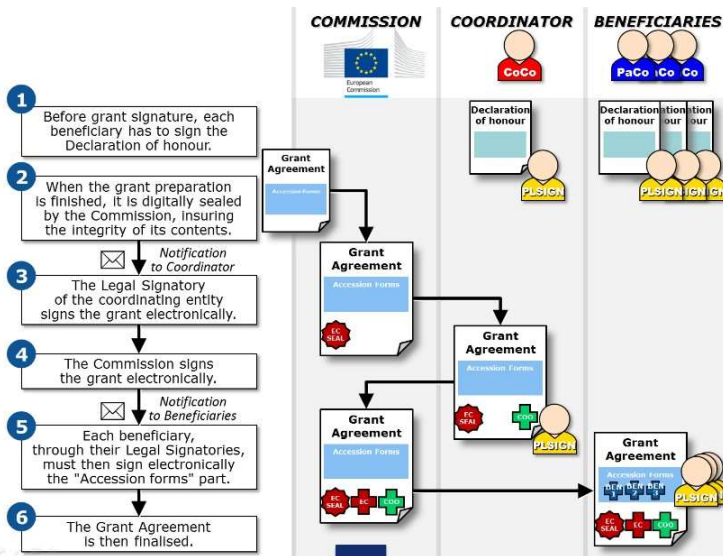 COMMISSION
COORDINATOR
BENEFICIARIES
European
Commission
CoCo
PaCo
Co
1
Before grant signature, each
beneficiary has to sign the
Declaration of honour.
Declaration
of honour
PLSIGN
Declaration
of honour
PLSIGN
2
When the grant preparation
is finished, it is digitally sealed
by the Commission, insuring
the integrity of its contents.
Grant
Agreement
Accession Forms
Notification
to Coordinator
3
The Legal Signatory
of the coordinating entity
signs the grant electronically.
Grant
Agreement
Accession Forms
EC
SEAL
4
The Commission signs
the grant electronically.
Grant
Agreement
Accession Forms
EC
SEAL
COO
PLSIGN
Notification
to Beneficiaries
5
Each beneficiary,
through their Legal Signatories,
must then sign electronically
the "Accession forms" part.
Grant
Agreement
Accession Forms
EC
SEAL
EC
COO
Grant
Agreement
Accession Forms
BEN
1
BEN
2
BEN
3
PLSIGN
EC
SEAL
EC
COO
6
The Grant Agreement
is then finalised.